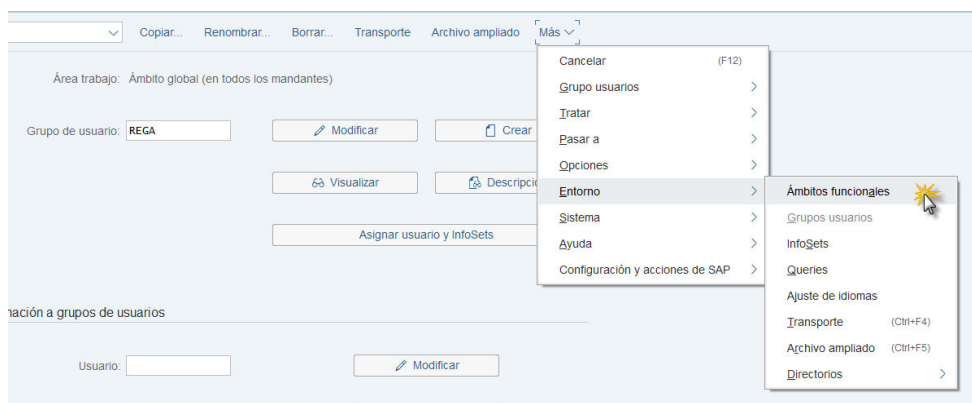 Copiar... Renombrar... Borrar... Transporte Archivo ampliado Más
Cancelar (F12)
Grupo usuarios
Tratar
Pasar a
Opciones
Entorno
Sistema
Ayuda
Configuración y acciones de SAP
Ámbitos funcionales
Grupos usuarios
InfoSets
Queries
Ajuste de idiomas
Transporte (Ctrl+F4)
Archivo ampliado (Ctrl+F5)
Directorios
Área trabajo: Ámbito global (en todos los mandantes)
Grupo de usuario: REGA Modificar Crear
Visualizar Descripció
Asignar usuario y InfoSets
nación a grupos de usuarios
Usuario: Modificar